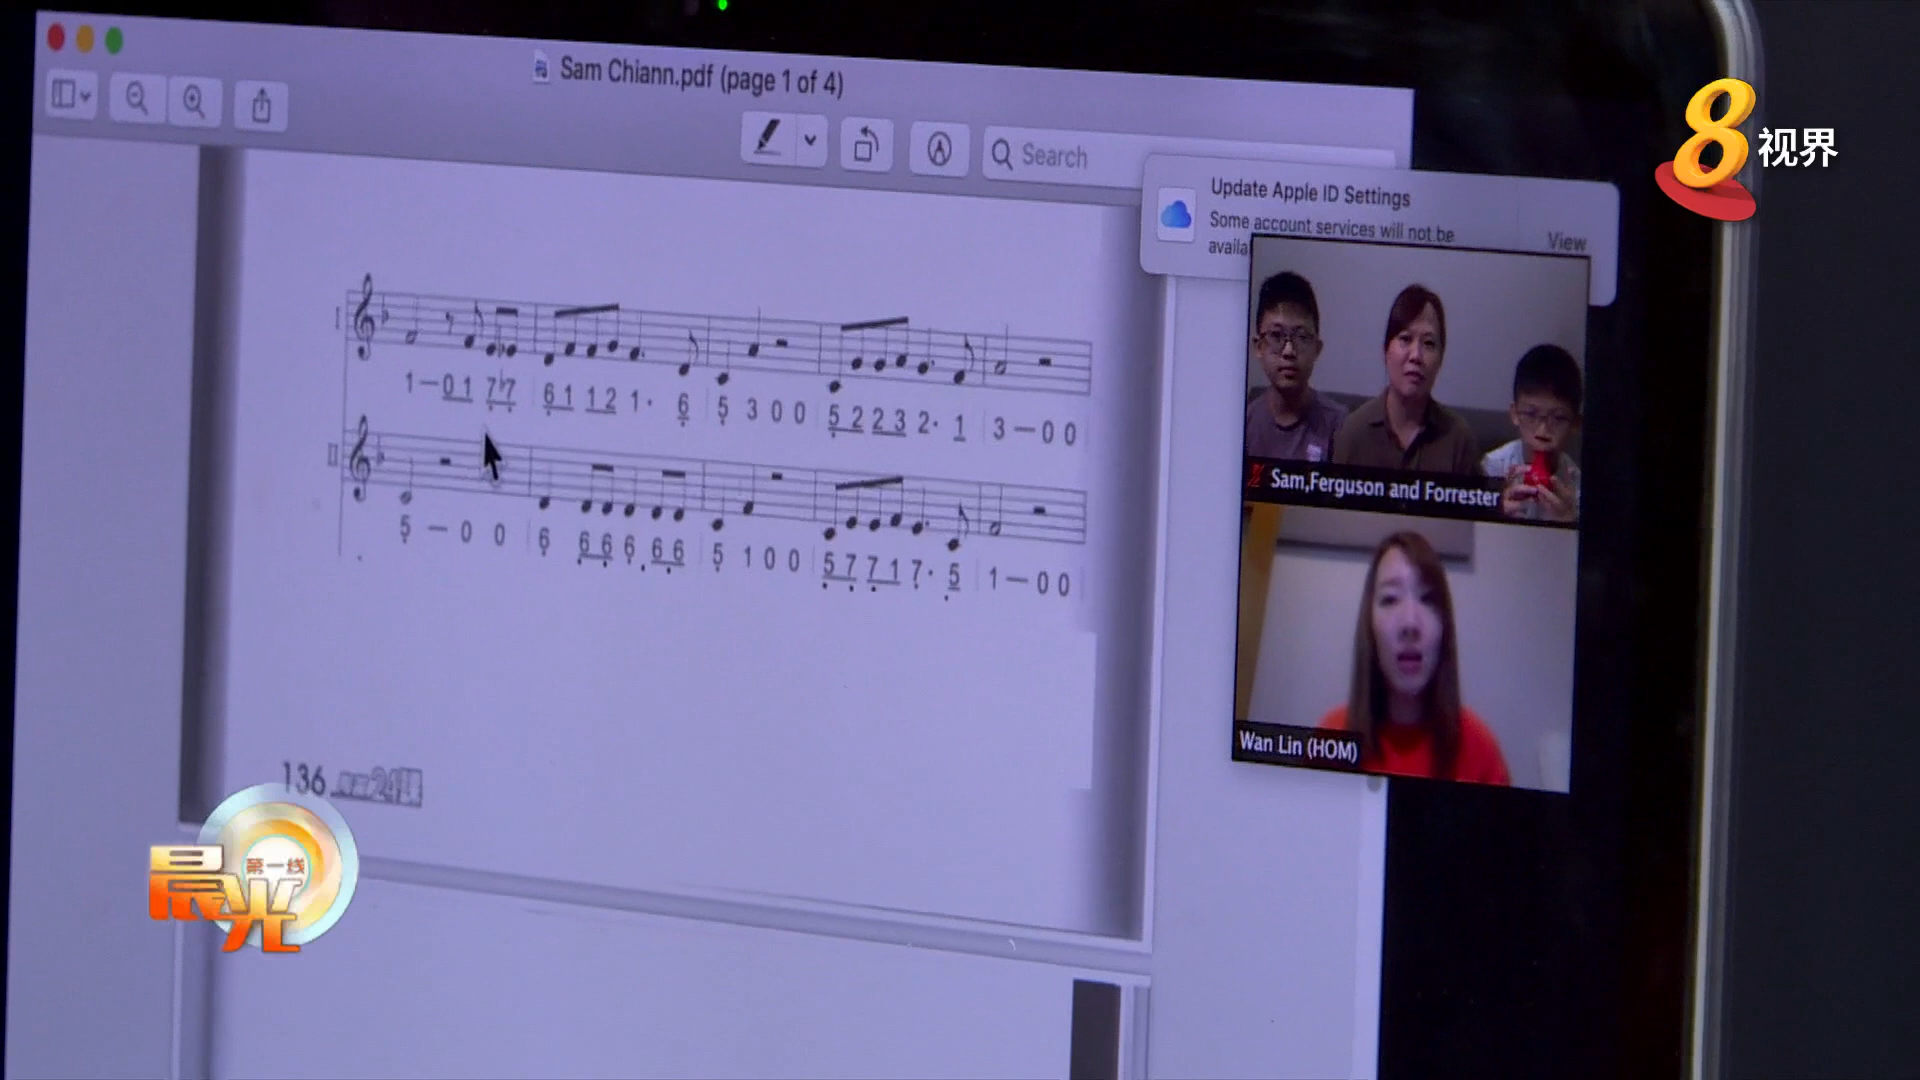 Sam Chiann.pdf (page 1 of 4)
Search
8视界
Update Apple ID Settings
Some account services will not be
availa
View
I
1 — 0 1 7 ♭7 6 1 1 2 1· 6 5 3 0 0 5 2 2 3 2· 1 3 — 0 0
II
5 — 0 0 6 6 6 6 6 6 5 1 0 0 5 7 7 1 7· 5 1 — 0 0
Sam,Ferguson and Forrester
Wan Lin (HOM)
136
晨光
第一线